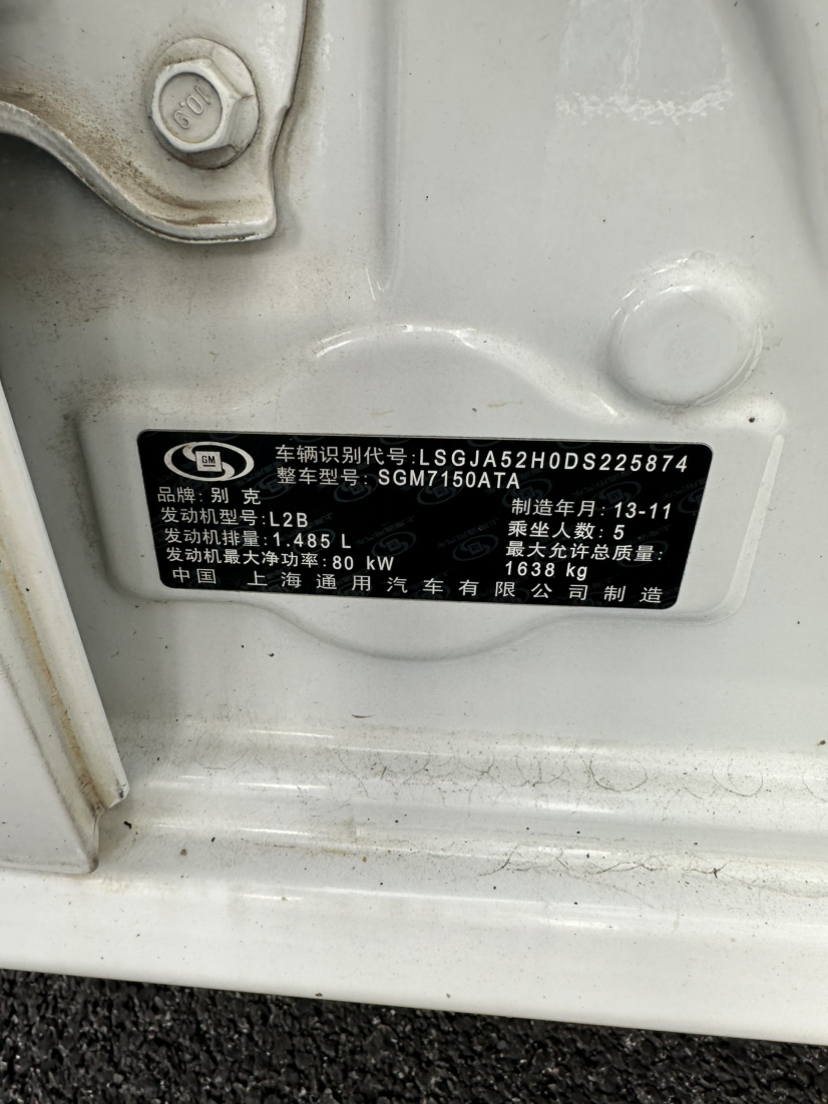 10.9
GM
车辆识别代号:LSGJA52H0DS225874
整车型号: SGM7150ATA
品牌: 别 克
制造年月: 13-11
发动机型号: L2B
乘坐人数: 5
发动机排量: 1.485 L
最大允许总质量:
发动机最大净功率: 80 kW
1638 kg
中国 上海通用汽车有限公司制造